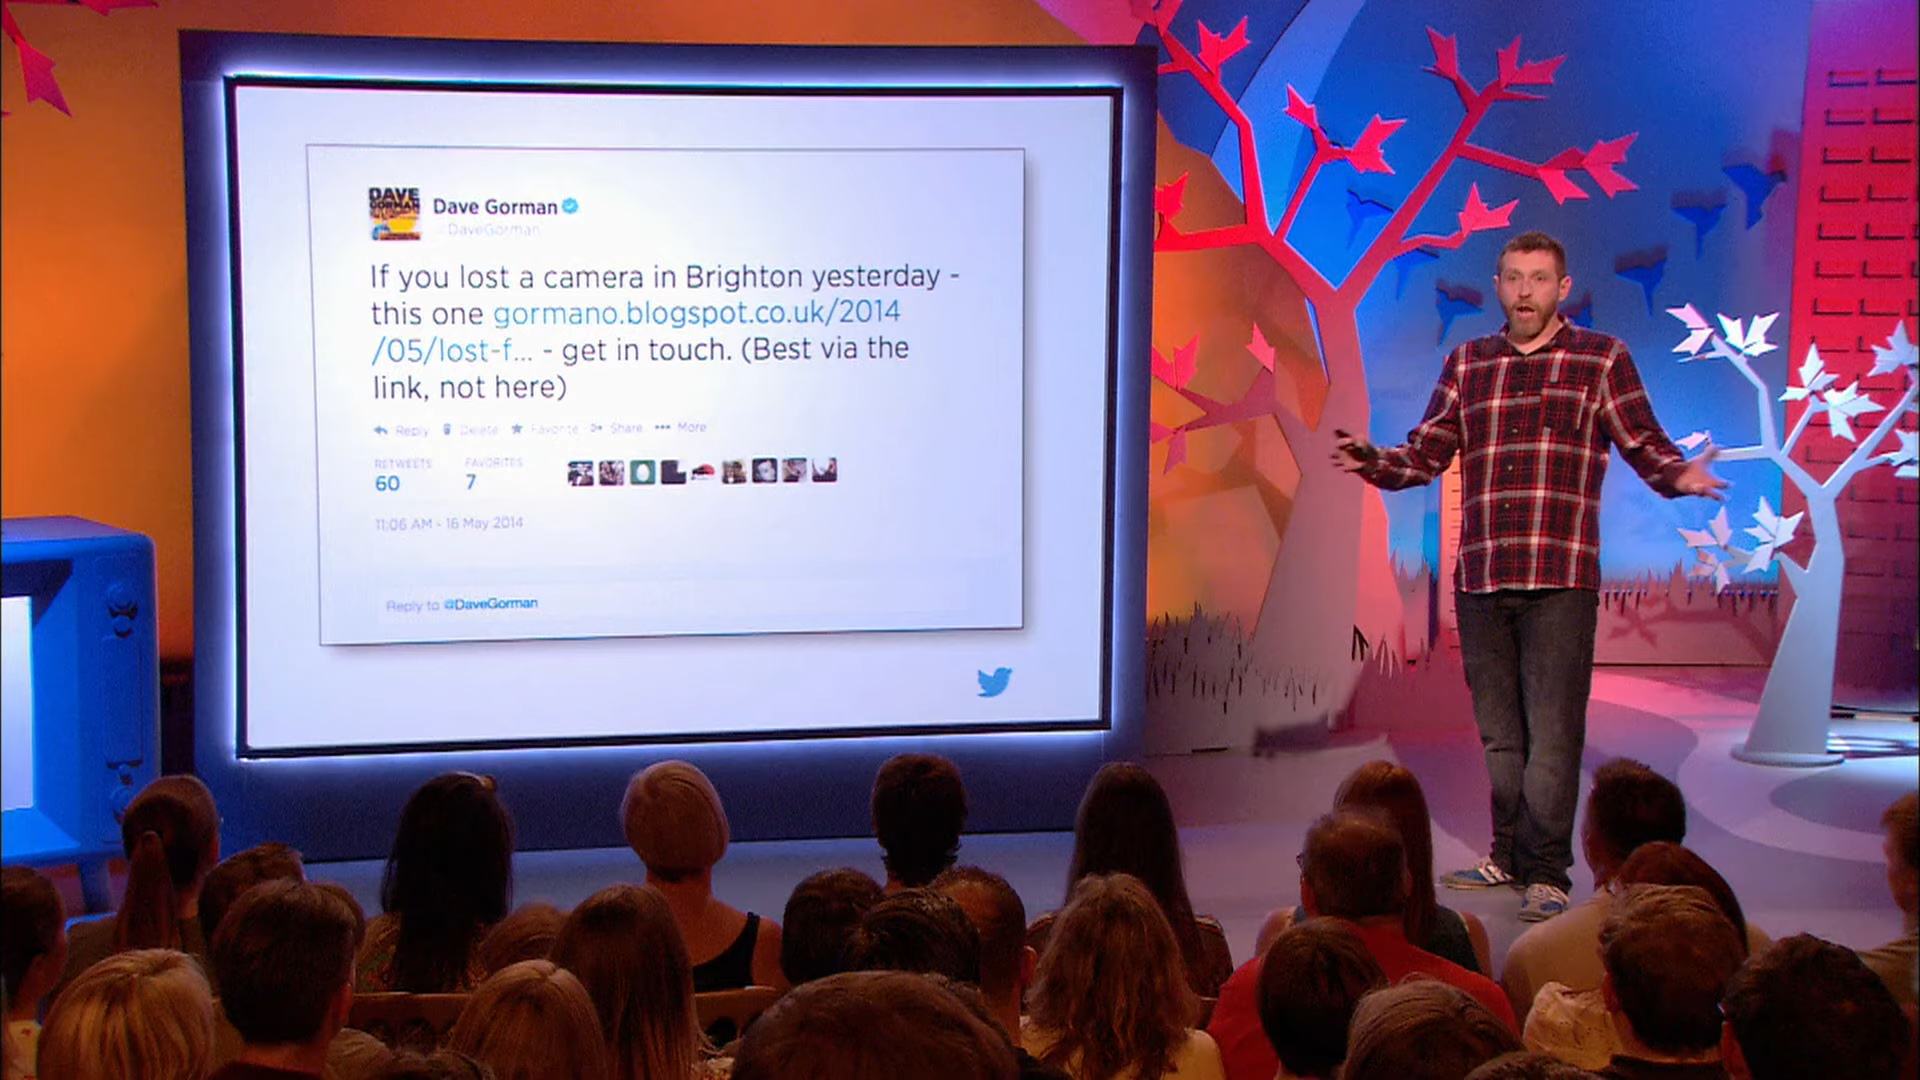 DAVE
GORMAN
Dave Gorman
@DaveGorman
If you lost a camera in Brighton yesterday -
this one gormano.blogspot.co.uk/2014
/05/lost-f... - get in touch. (Best via the
link, not here)
Reply Delete Favorite Share More
RETWEETS FAVORITES
60 7
11:06 AM - 16 May 2014
Reply to @DaveGorman